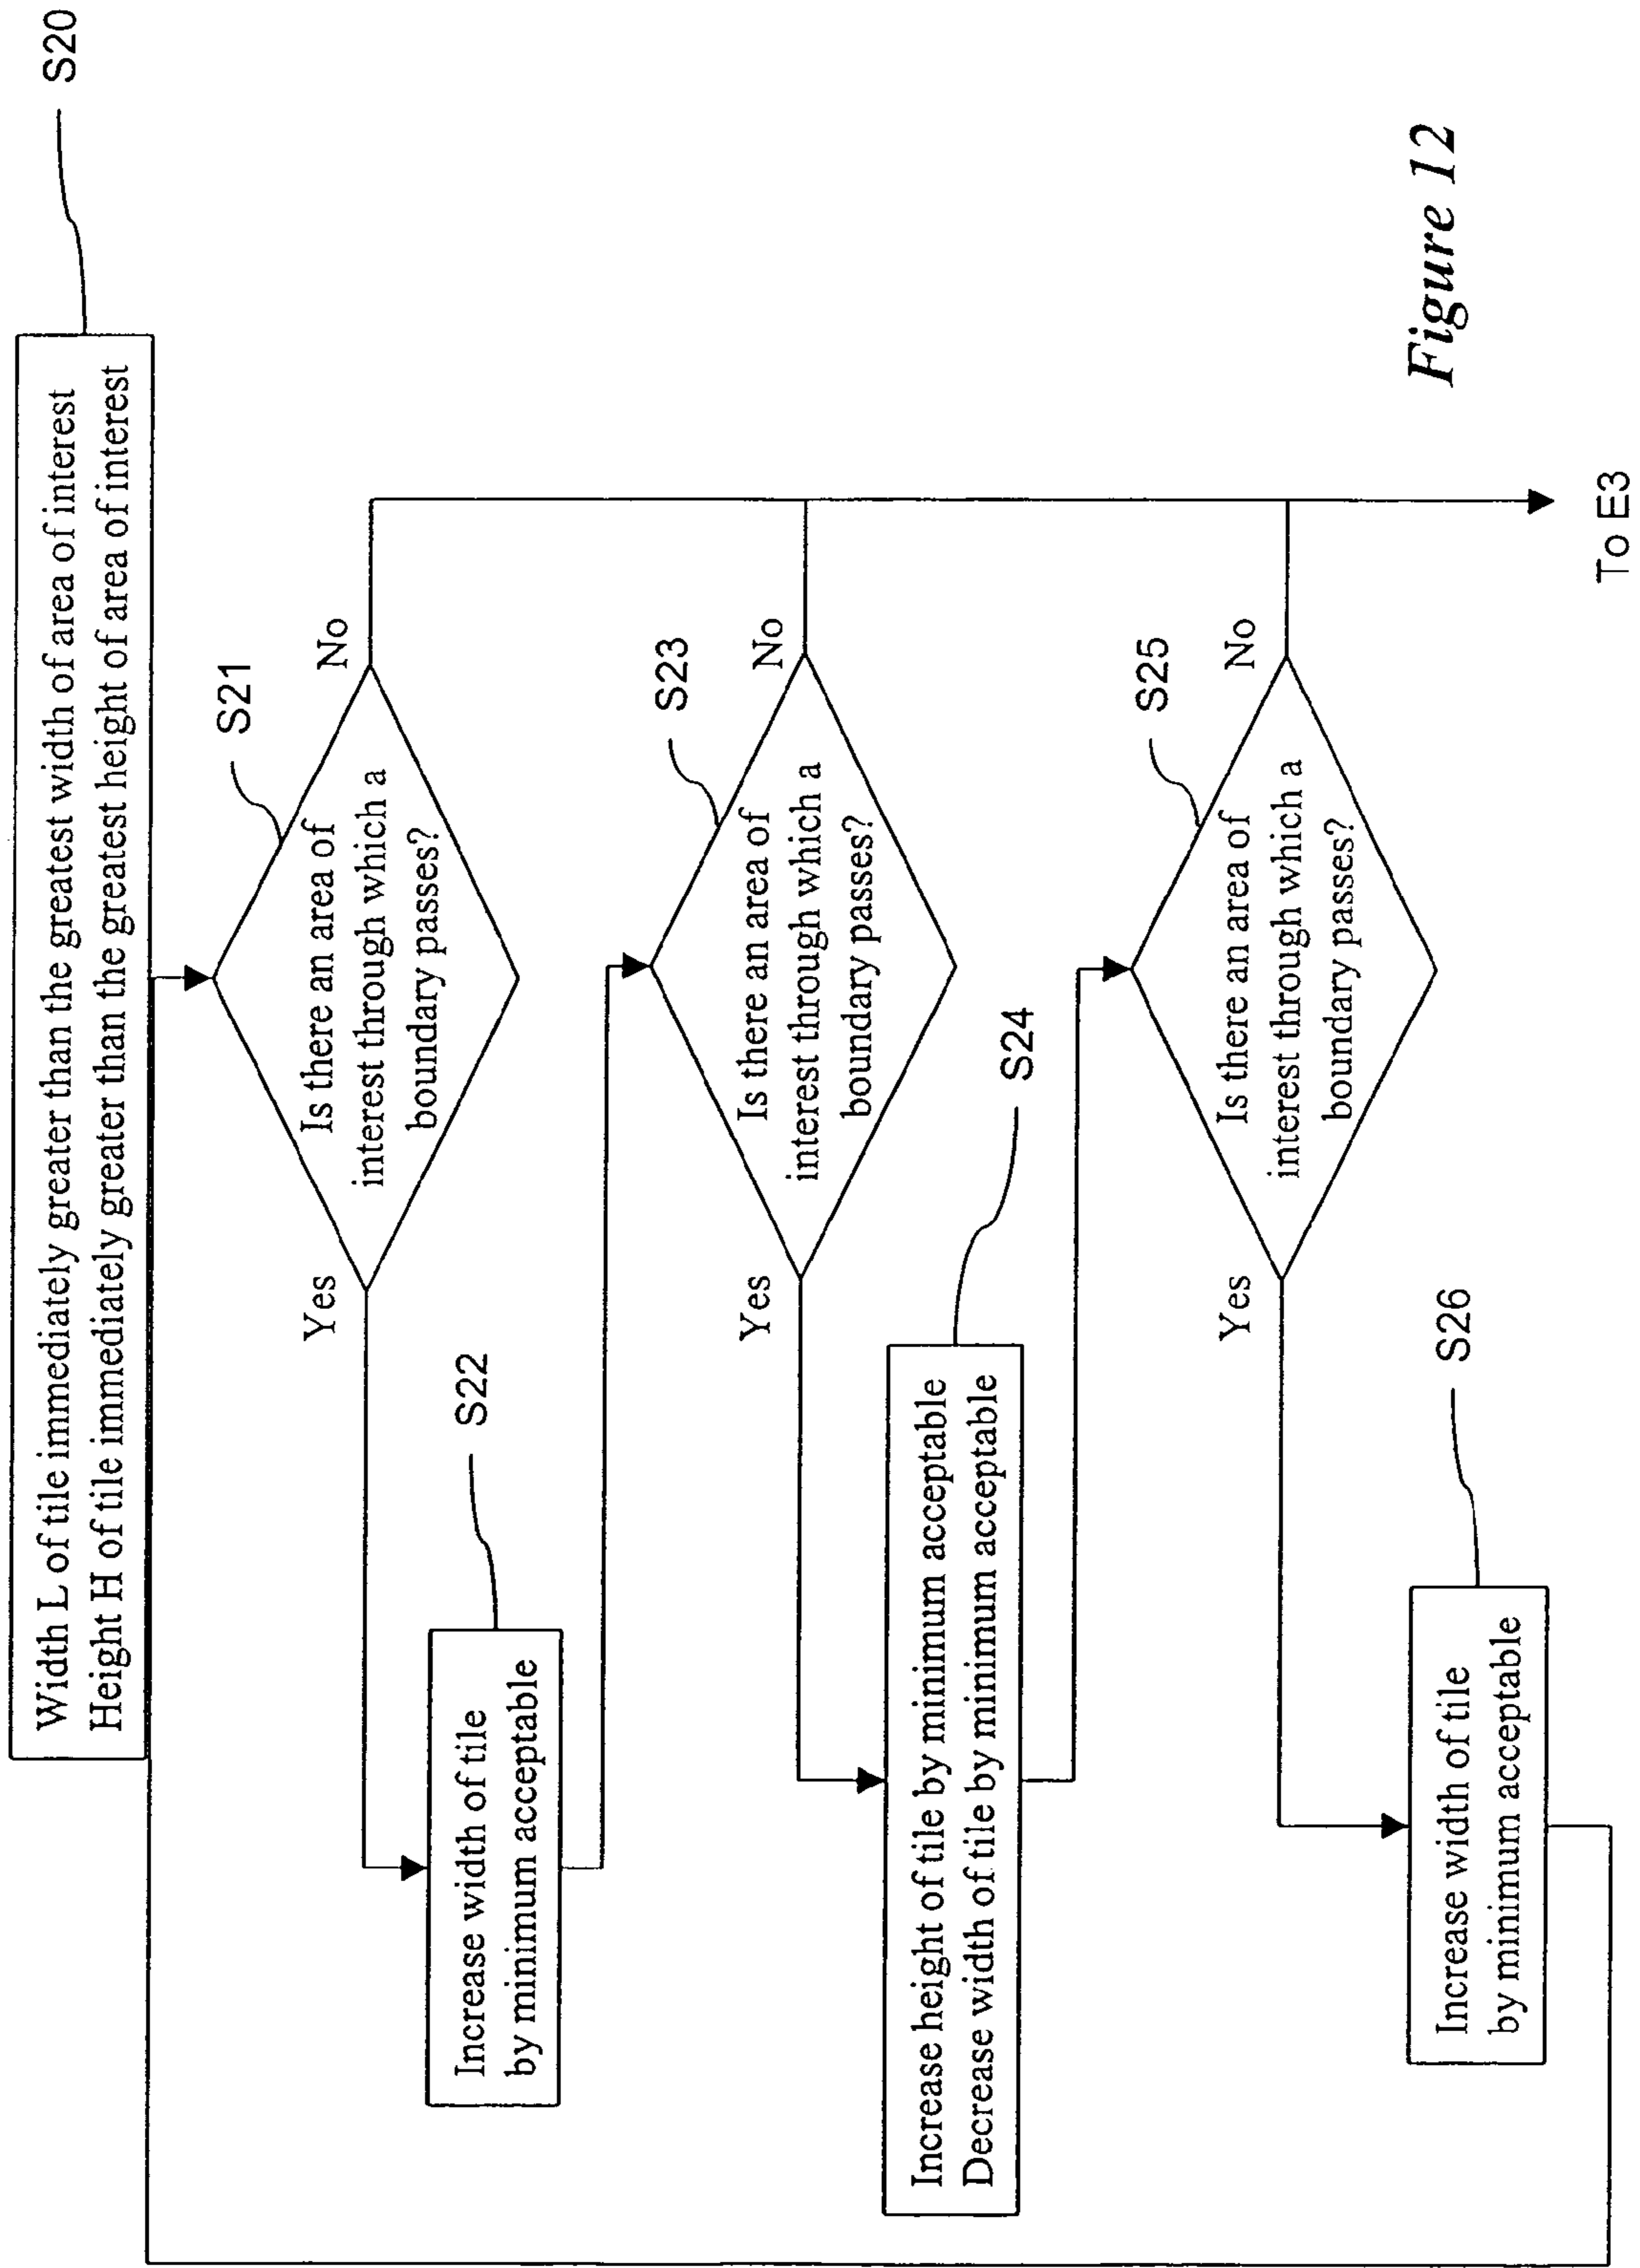 S20
Width L of tile immediately greater than the greatest width of area of interest
Height H of tile immediately greater than the greatest height of area of interest
S21
Is there an area of
interest through which a
boundary passes?
Yes
No
S22
Increase width of tile
by minimum acceptable
S23
Is there an area of
interest through which a
boundary passes?
Yes
No
S24
Increase height of tile by minimum acceptable
Decrease width of tile by minimum acceptable
S25
Is there an area of
interest through which a
boundary passes?
Yes
No
S26
Increase width of tile
by minimum acceptable
To E3
Figure 12